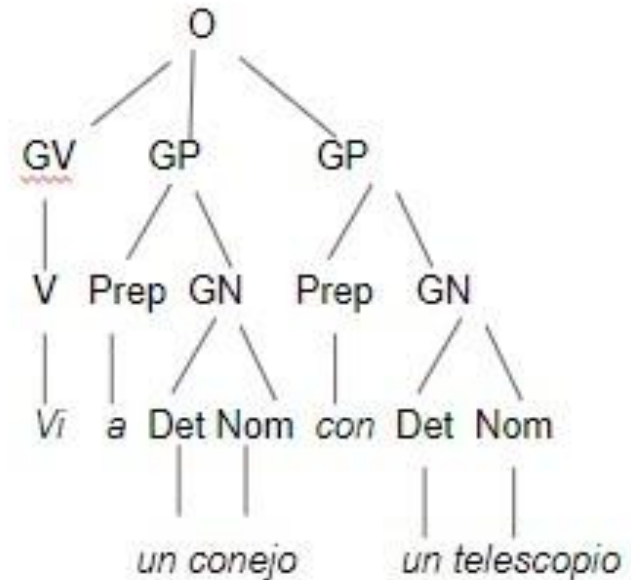 O
GV GP GP
V Prep GN Prep GN
Vi a Det Nom con Det Nom
un conejo un telescopio